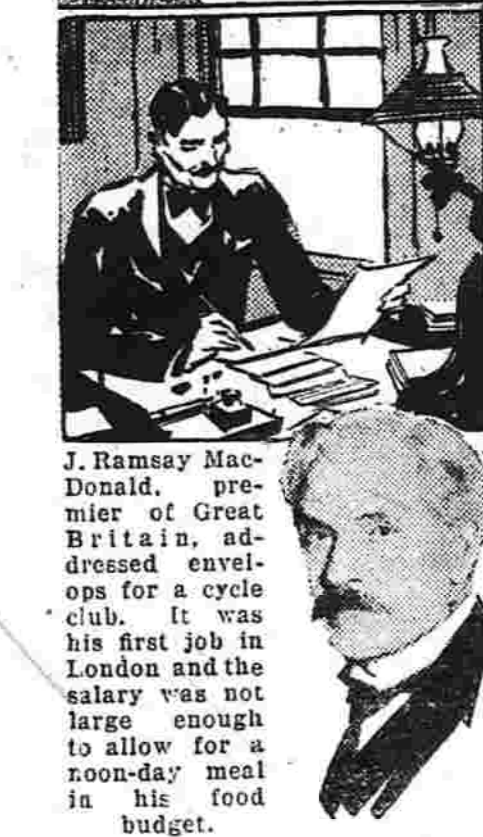 J. Ramsay Mac-
Donald, pre-
mier of Great
Britain, ad-
dressed envel-
ops for a cycle
club. It was
his first job in
London and the
salary was not
large enough
to allow for a
noon-day meal
in his food
budget.